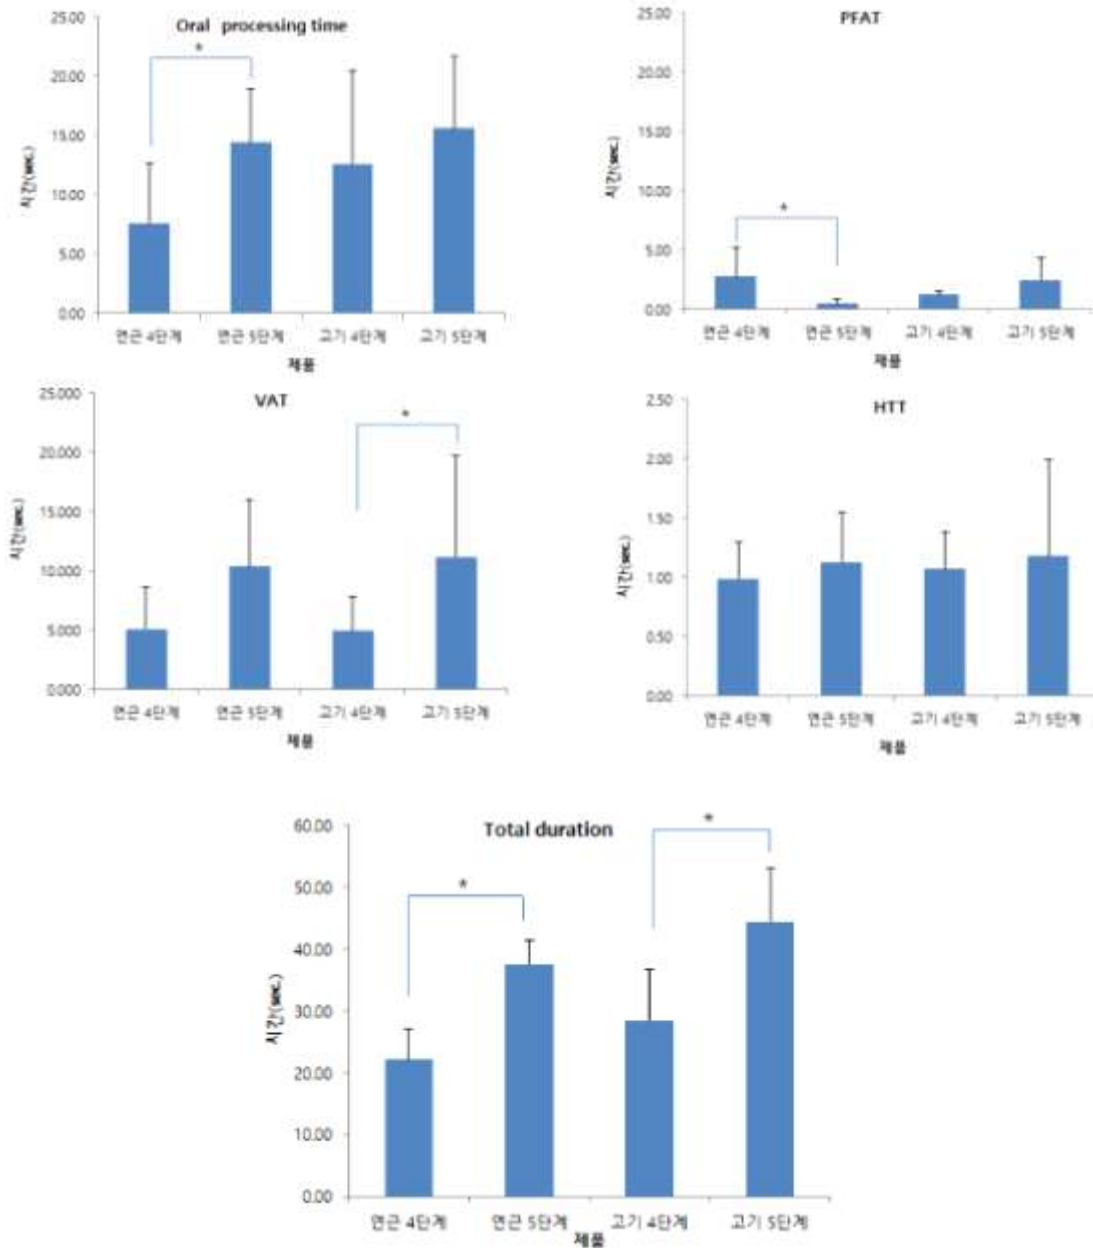 Oral processing time
*
25.00
20.00
15.00
10.00
5.00
0.00
시간(sec.)
연근 4단계 연근 5단계 고기 4단계 고기 5단계
제품
PFAT
*
25.00
20.00
15.00
10.00
5.00
0.00
시간(sec.)
연근 4단계 연근 5단계 고기 4단계 고기 5단계
제품
VAT
*
25.000
20.000
15.000
10.000
5.000
0.000
시간(sec.)
연근 4단계 연근 5단계 고기 4단계 고기 5단계
제품
HTT
2.50
2.00
1.50
1.00
0.50
0.00
시간(sec.)
연근 4단계 연근 5단계 고기 4단계 고기 5단계
제품
Total duration
*
*
60.00
50.00
40.00
30.00
20.00
10.00
0.00
시간(sec.)
연근 4단계 연근 5단계 고기 4단계 고기 5단계
제품